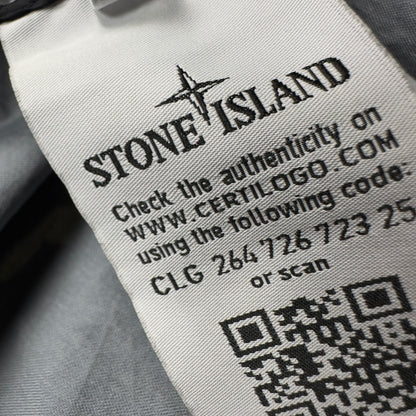 STONE ISLAND
Check the authenticity on
WWW.CERTILOGO.COM
using the following code:
CLG 264 726 723 25
or scan